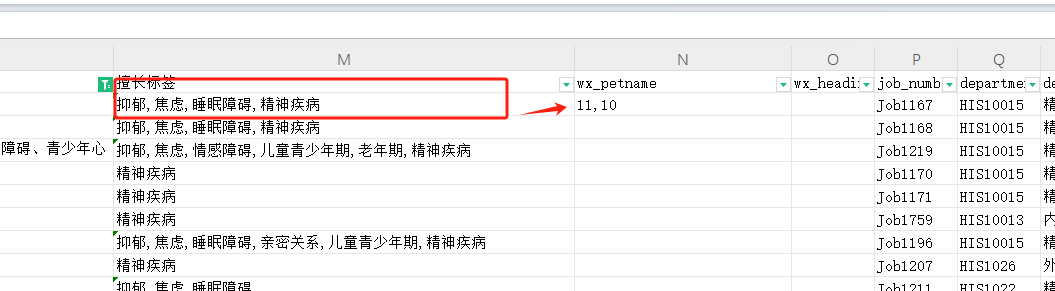 M N O P Q
擅长标签 wx_petname wx_headi job_numb departme de
抑郁,焦虑,睡眠障碍,精神疾病 11,10 Job1167 HIS10015 精
抑郁,焦虑,睡眠障碍,精神疾病 Job1168 HIS10015 精
障碍、青少年心 抑郁,焦虑,情感障碍,儿童青少年期,老年期,精神疾病 Job1219 HIS10015 精
精神疾病 Job1170 HIS10015 精
精神疾病 Job1171 HIS10015 精
精神疾病 Job1759 HIS10013 内
抑郁,焦虑,睡眠障碍,亲密关系,儿童青少年期,精神疾病 Job1196 HIS10015 精
精神疾病 Job1207 HIS1026 外
抑郁,焦虑,睡眠障碍 Job1211 HIS1022 精